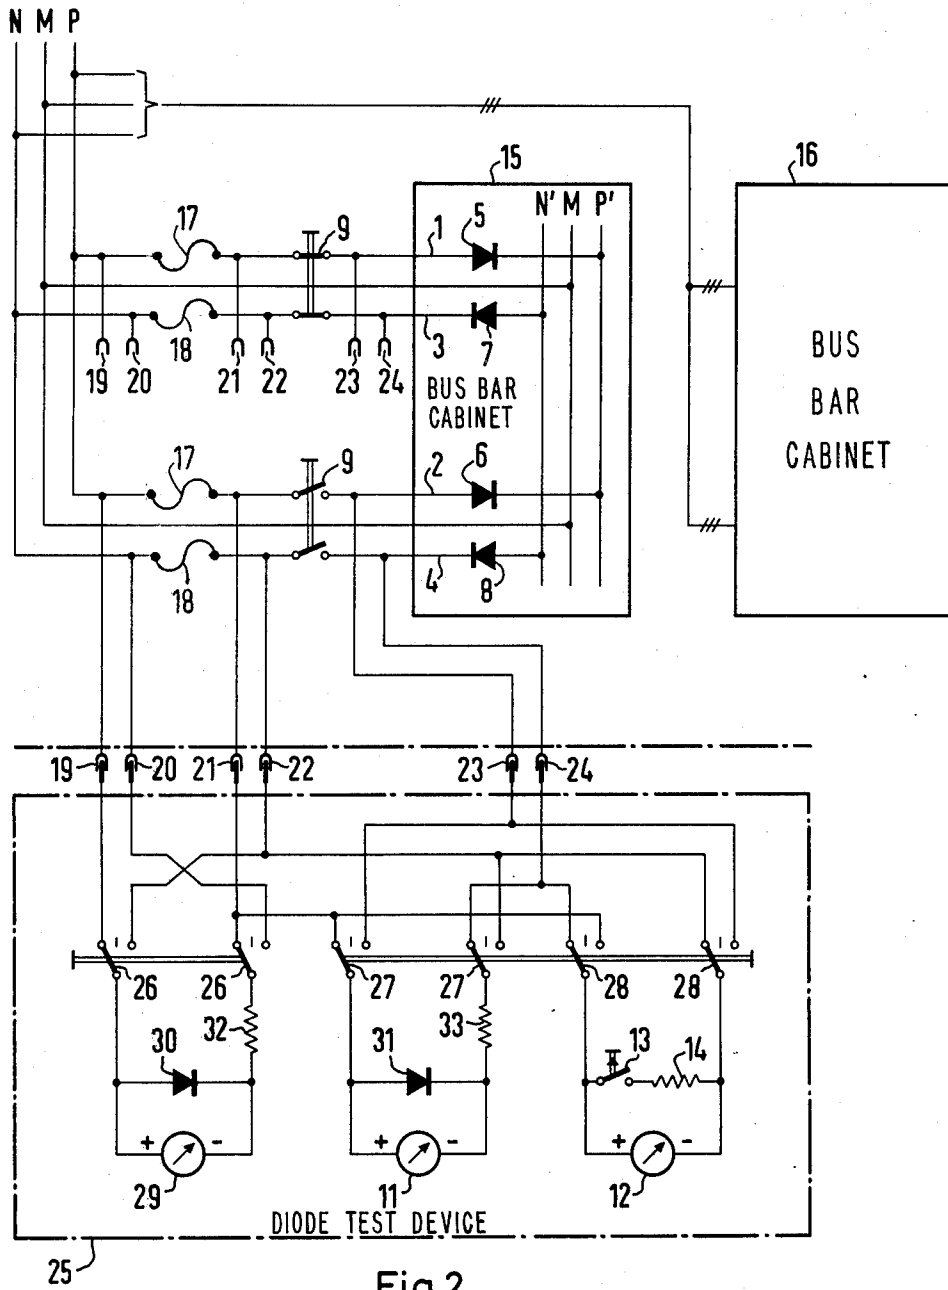 N M P
15
16
N' M P'
17
9
1
5
18
3
7
19 20 21 22 23 24
BUS BAR
CABINET
BUS
BAR
CABINET
17
9
2
6
18
4
8
19 20 21 22 23 24
26 26 27 27 28 28
32 33
30 31 13 14
+ - + - + -
29 11 12
DIODE TEST DEVICE
25
Fig.2